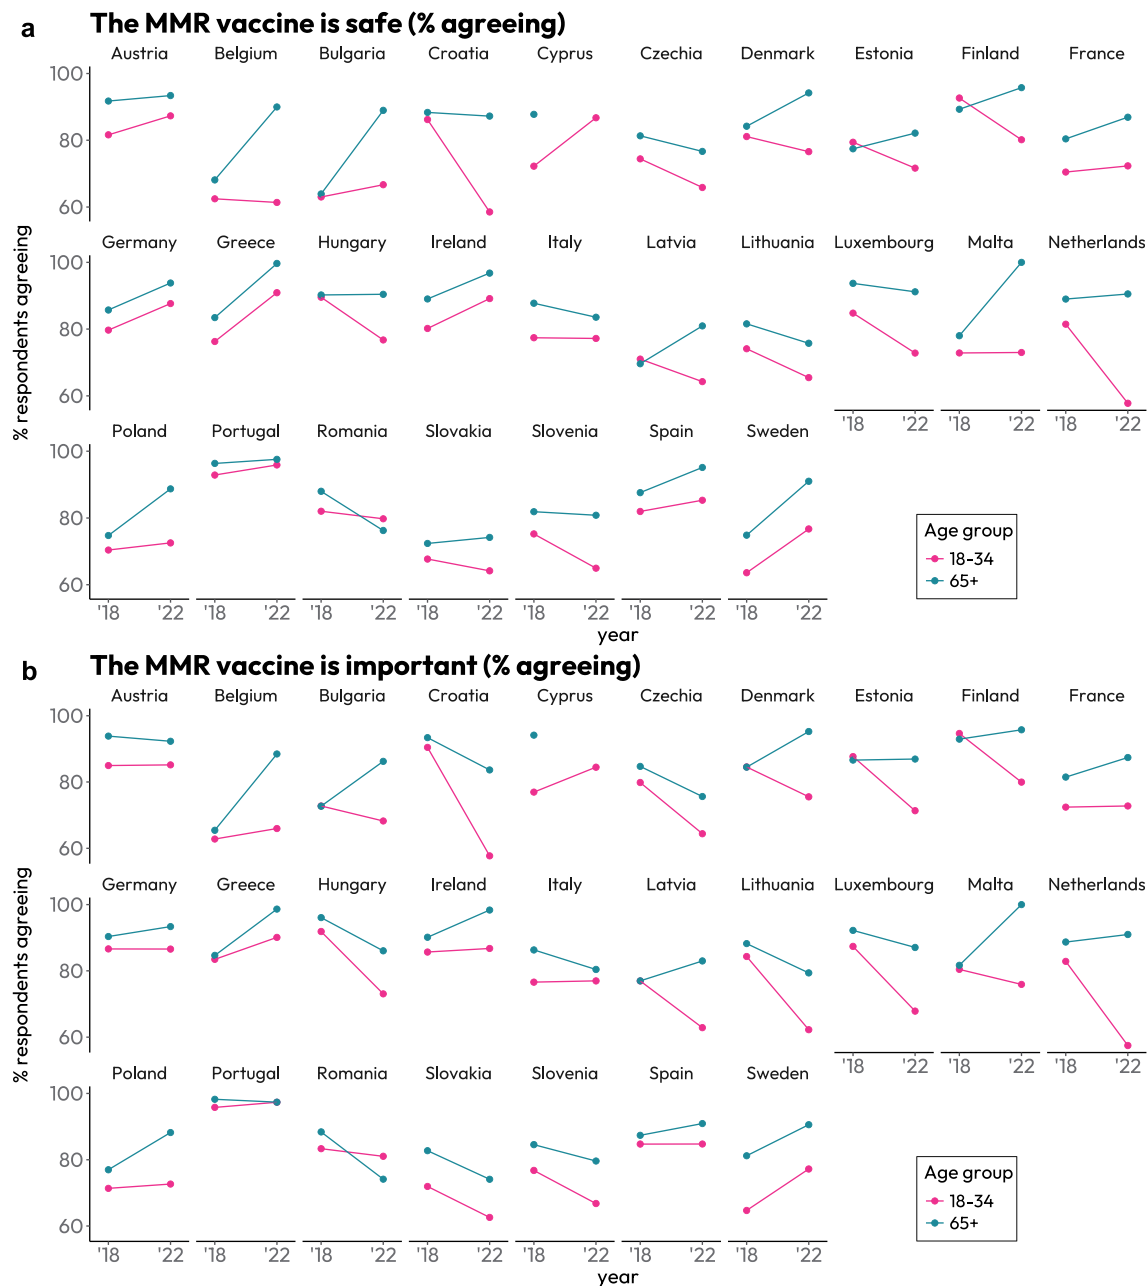 a The MMR vaccine is safe (% agreeing)
Austria Belgium Bulgaria Croatia Cyprus Czechia Denmark Estonia Finland France
100
80
60
Germany Greece Hungary Ireland Italy Latvia Lithuania Luxembourg Malta Netherlands
100
80
60
'18 '22 '18 '22 '18 '22
% respondents agreeing
Poland Portugal Romania Slovakia Slovenia Spain Sweden
100
80
60
'18 '22 '18 '22 '18 '22 '18 '22 '18 '22 '18 '22 '18 '22
year
Age group
18-34
65+
b The MMR vaccine is important (% agreeing)
Austria Belgium Bulgaria Croatia Cyprus Czechia Denmark Estonia Finland France
100
80
60
Germany Greece Hungary Ireland Italy Latvia Lithuania Luxembourg Malta Netherlands
100
80
60
'18 '22 '18 '22 '18 '22
% respondents agreeing
Poland Portugal Romania Slovakia Slovenia Spain Sweden
100
80
60
'18 '22 '18 '22 '18 '22 '18 '22 '18 '22 '18 '22 '18 '22
year
Age group
18-34
65+